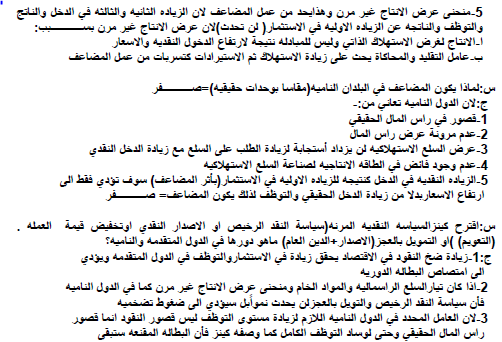 5-منحنى عرض الانتاج غير مرن وهذايحد من عمل المضاعف لان الزياده الثانيه والثالثه في الدخل والناتج
والتوظف والناتجه عن الزياده الاوليه في الاستثمار( لن تحدث)لان عرض الانتاج غير مرن بســـــبب:
ا-الانتاج لغرض الاستهلاك الذاتي وليس للمبادله نتيجة لارتفاع الدخول النقديه والاسعار
ب-عامل التقليد والمحاكاة يحث على زيادة الاستهلاك ثم الاستيرادات كتسربات من عمل المضاعف
س:لماذا يكون المضاعف في البلدان الناميه(مقاسا بوحدات حقيقيه)=صـــــفر
ج:لان الدول الناميه تعاني من:-
1-قصور في راس المال الحقيقي
2-عدم مرونة عرض راس المال
3-عرض السلع الاستهلاكيه لن يزداد أستجابة لزيادة الطلب على السلع مع زيادة الدخل النقدي
4-عدم وجود فائض في الطاقه الانتاجيه لصناعة السلع الاستهلاكيه
5-الزياده النقديه في الدخل كنتيجه للزياده الاوليه في الاستثمار(بأثر المضاعف) سوف تؤدي فقط الى
ارتفاع الاسعاربدلا من زيادة الدخل الحقيقي والتوظف لذلك يكون المضاعف= صـــــفر
س:اقترح كينزالسياسه النقديه المرنه(سياسة النقد الرخيص او الاصدار النقدي اوتخفيض قيمة العمله .
(التعويم) )او التمويل بالعجز(الاصدار+الدين العام) ماهو دورها في الدول المتقدمه والناميه؟
ج:1-زيادة ضخ النقود في الاقتصاد يحقق زيادة في الاستثماروالتوظف في الدول المتقدمه ويؤدي
الى امتصاص البطاله الدوريه
2-اذا كان تيارالسلع الراسماليه والمواد الخام ومنحنى عرض الانتاج غير مرن كما في الدول الناميه
فأن سياسة النقد الرخيص والتويل بالعجزلن يحدث نموأبل سيؤدي الى ضغوط تضخميه
3-لان العامل المحدد في الدول الناميه اللازم لزيادة مستوى التوظف ليس قصور النقود انما قصور
راس المال الحقيقي وحتى لوساد التوظف الكامل كما وصفه كينز فأن البطاله المقنعه ستبقى